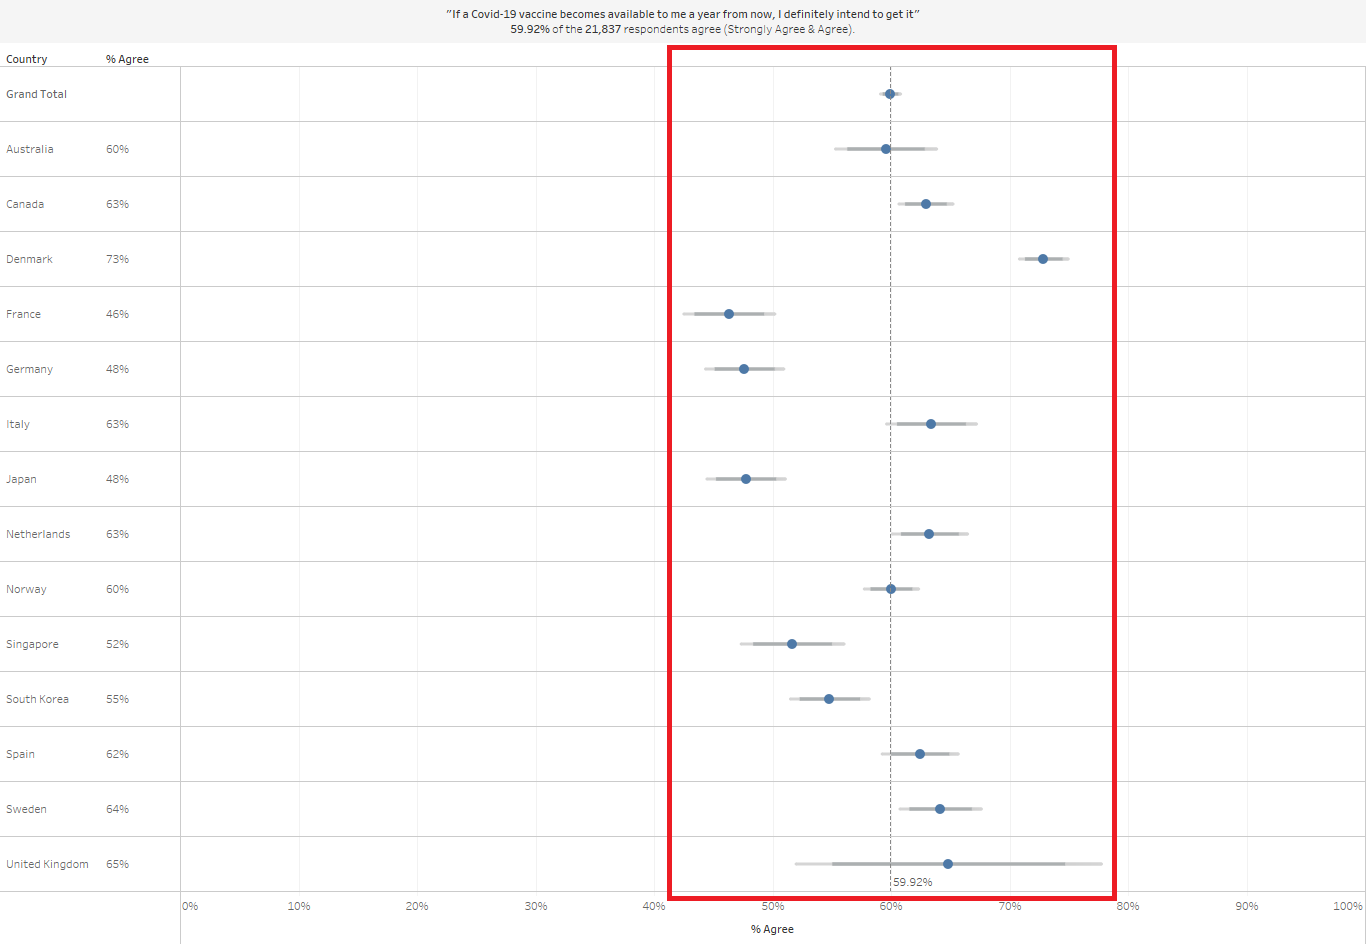 "If a Covid-19 vaccine becomes available to me a year from now, I definitely intend to get it"
59.92% of the 21,837 respondents agree (Strongly Agree & Agree).
Country % Agree
Grand Total
Australia 60%
Canada 63%
Denmark 73%
France 46%
Germany 48%
Italy 63%
Japan 48%
Netherlands 63%
Norway 60%
Singapore 52%
South Korea 55%
Spain 62%
Sweden 64%
United Kingdom 65%
59.92%
0% 10% 20% 30% 40% 50% 60% 70% 80% 90% 100%
% Agree